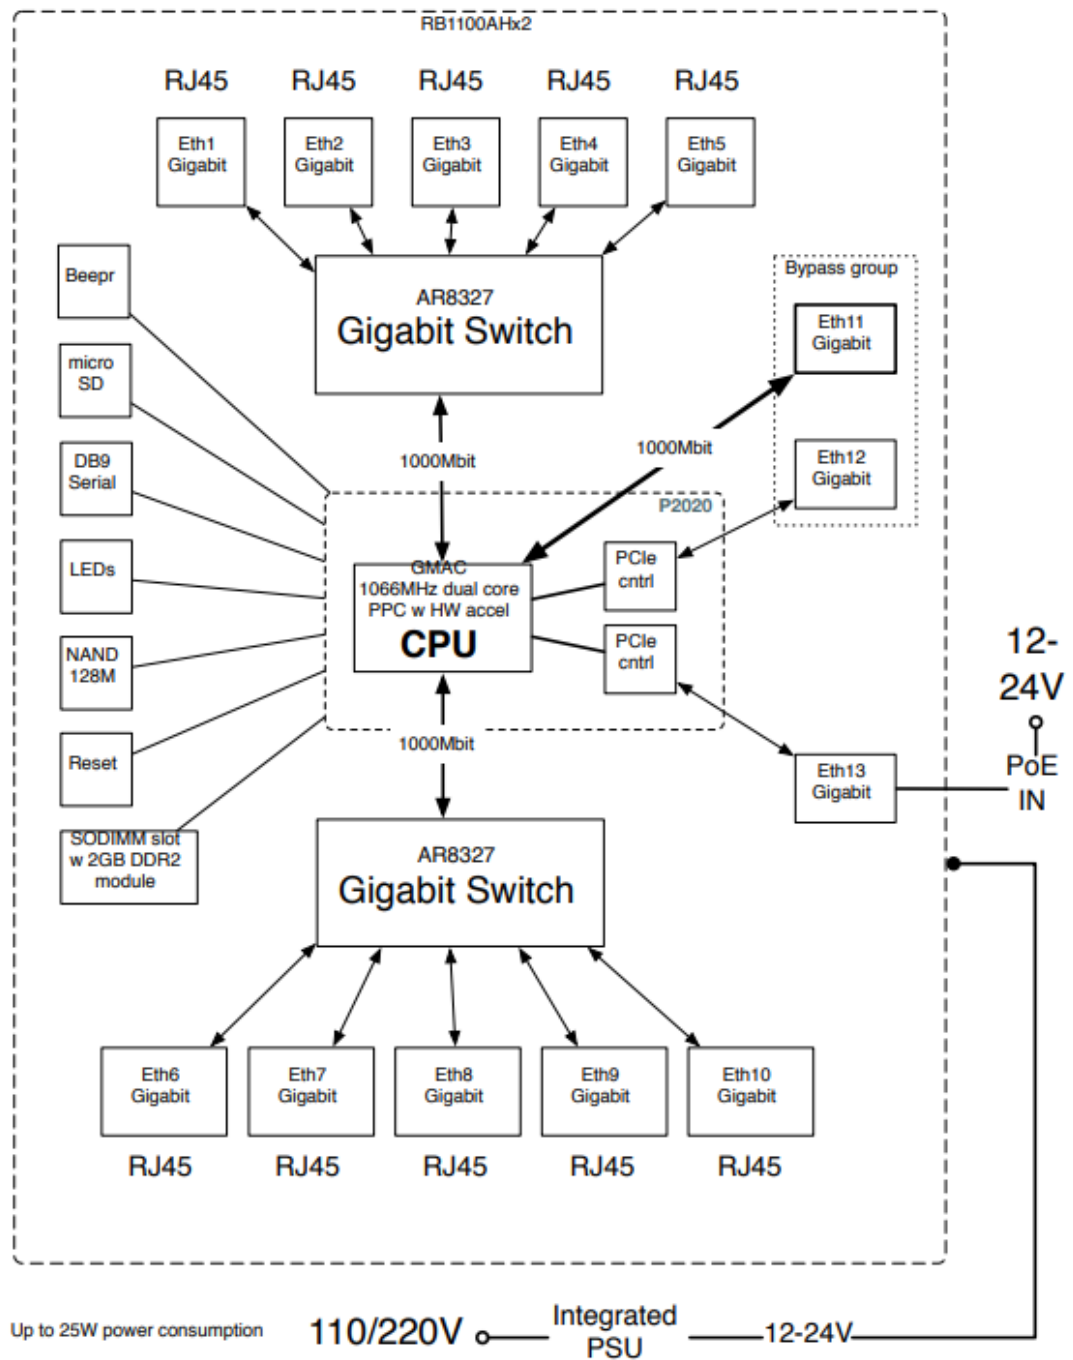 RB1100AHx2
RJ45 RJ45 RJ45 RJ45 RJ45
Eth1
Gigabit
Eth2
Gigabit
Eth3
Gigabit
Eth4
Gigabit
Eth5
Gigabit
AR8327
Gigabit Switch
Bypass group
Eth11
Gigabit
Eth12
Gigabit
Beepr
micro
SD
DB9
Serial
LEDs
NAND
128M
Reset
SODIMM slot
w 2GB DDR2
module
1000Mbit
1000Mbit
P2020
GMAC
1066MHz dual core
PPC w HW accel
CPU
PCIe
cntrl
PCIe
cntrl
1000Mbit
Eth13
Gigabit
12-
24V
PoE
IN
AR8327
Gigabit Switch
Eth6
Gigabit
Eth7
Gigabit
Eth8
Gigabit
Eth9
Gigabit
Eth10
Gigabit
RJ45 RJ45 RJ45 RJ45 RJ45
Up to 25W power consumption
110/220V
Integrated
PSU
12-24V